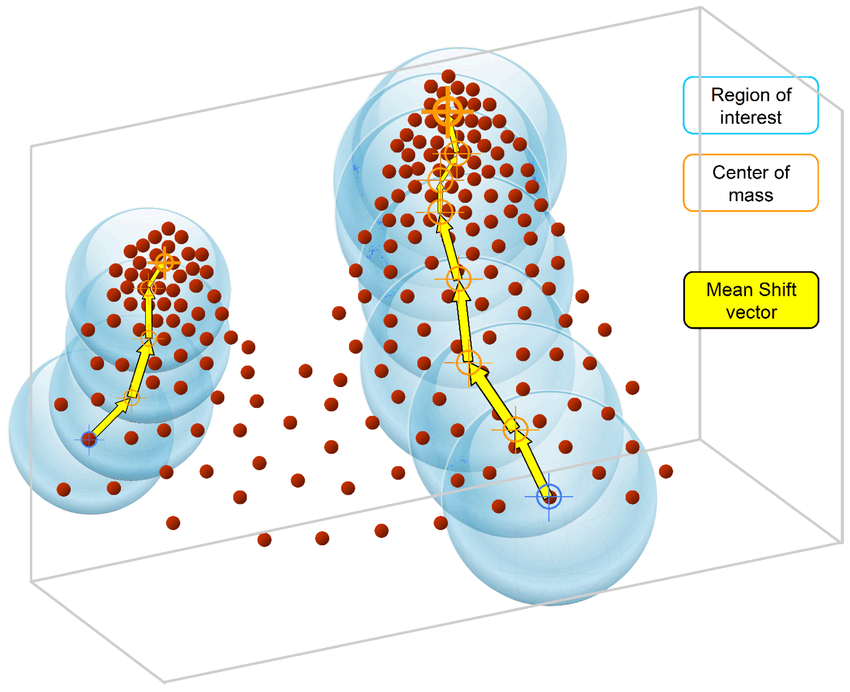 Region of
interest
Center of
mass
Mean Shift
vector